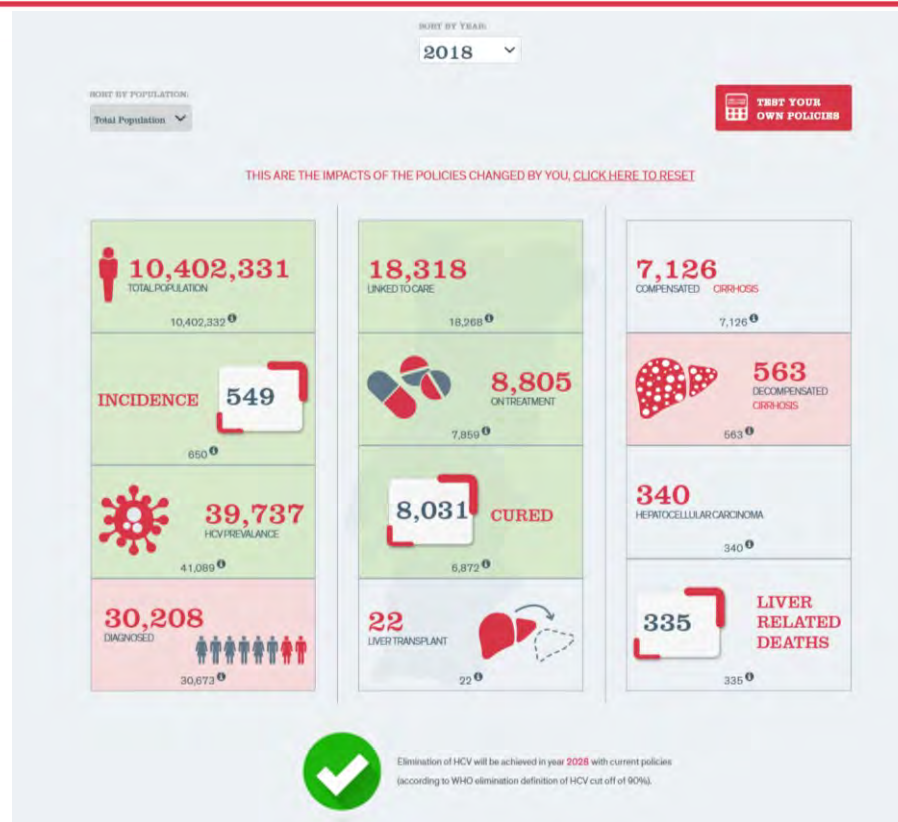 SORT BY YEAR:
2018
SORT BY POPULATION:
Total Population
TEST YOUR
OWN POLICIES
THIS ARE THE IMPACTS OF THE POLICIES CHANGED BY YOU, CLICK HERE TO RESET
10,402,331
TOTAL POPULATION
10,402,332
INCIDENCE
549
650
39,737
HCV PREVALANCE
41,089
30,208
DIAGNOSED
30,673
18,318
LINKED TO CARE
18,268
8,805
ON TREATMENT
7,859
8,031
CURED
6,872
22
LIVER TRANSPLANT
22
7,126
COMPENSATED CIRRHOSIS
7,126
563
DECOMPENSATED
CIRRHOSIS
563
340
HEPATOCELLULAR CARCINOMA
340
335
LIVER
RELATED
DEATHS
335
Elimination of HCV will be achieved in year 2026 with current policies
(according to WHO elimination definition of HCV cut off of 90%).